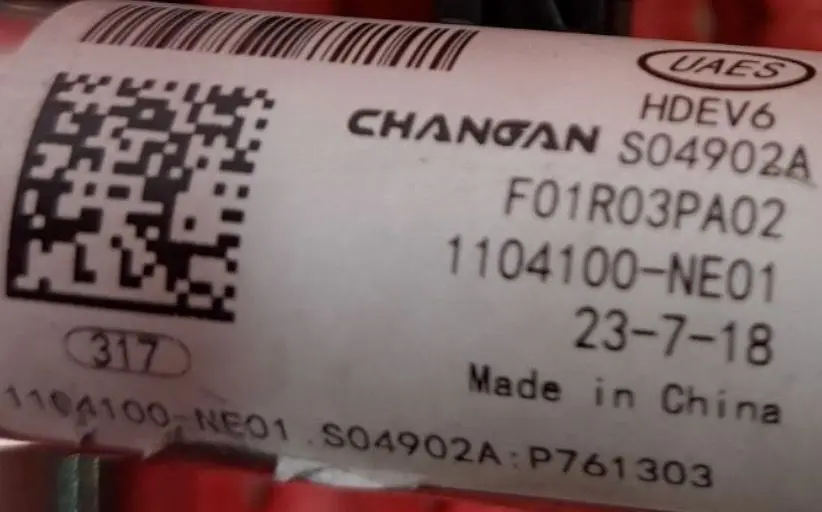 UAES
HDEV6
CHANGAN S04902A
F01R03PA02
1104100-NE01
23-7-18
317
Made in China
1104100-NE01 .S04902A:P761303